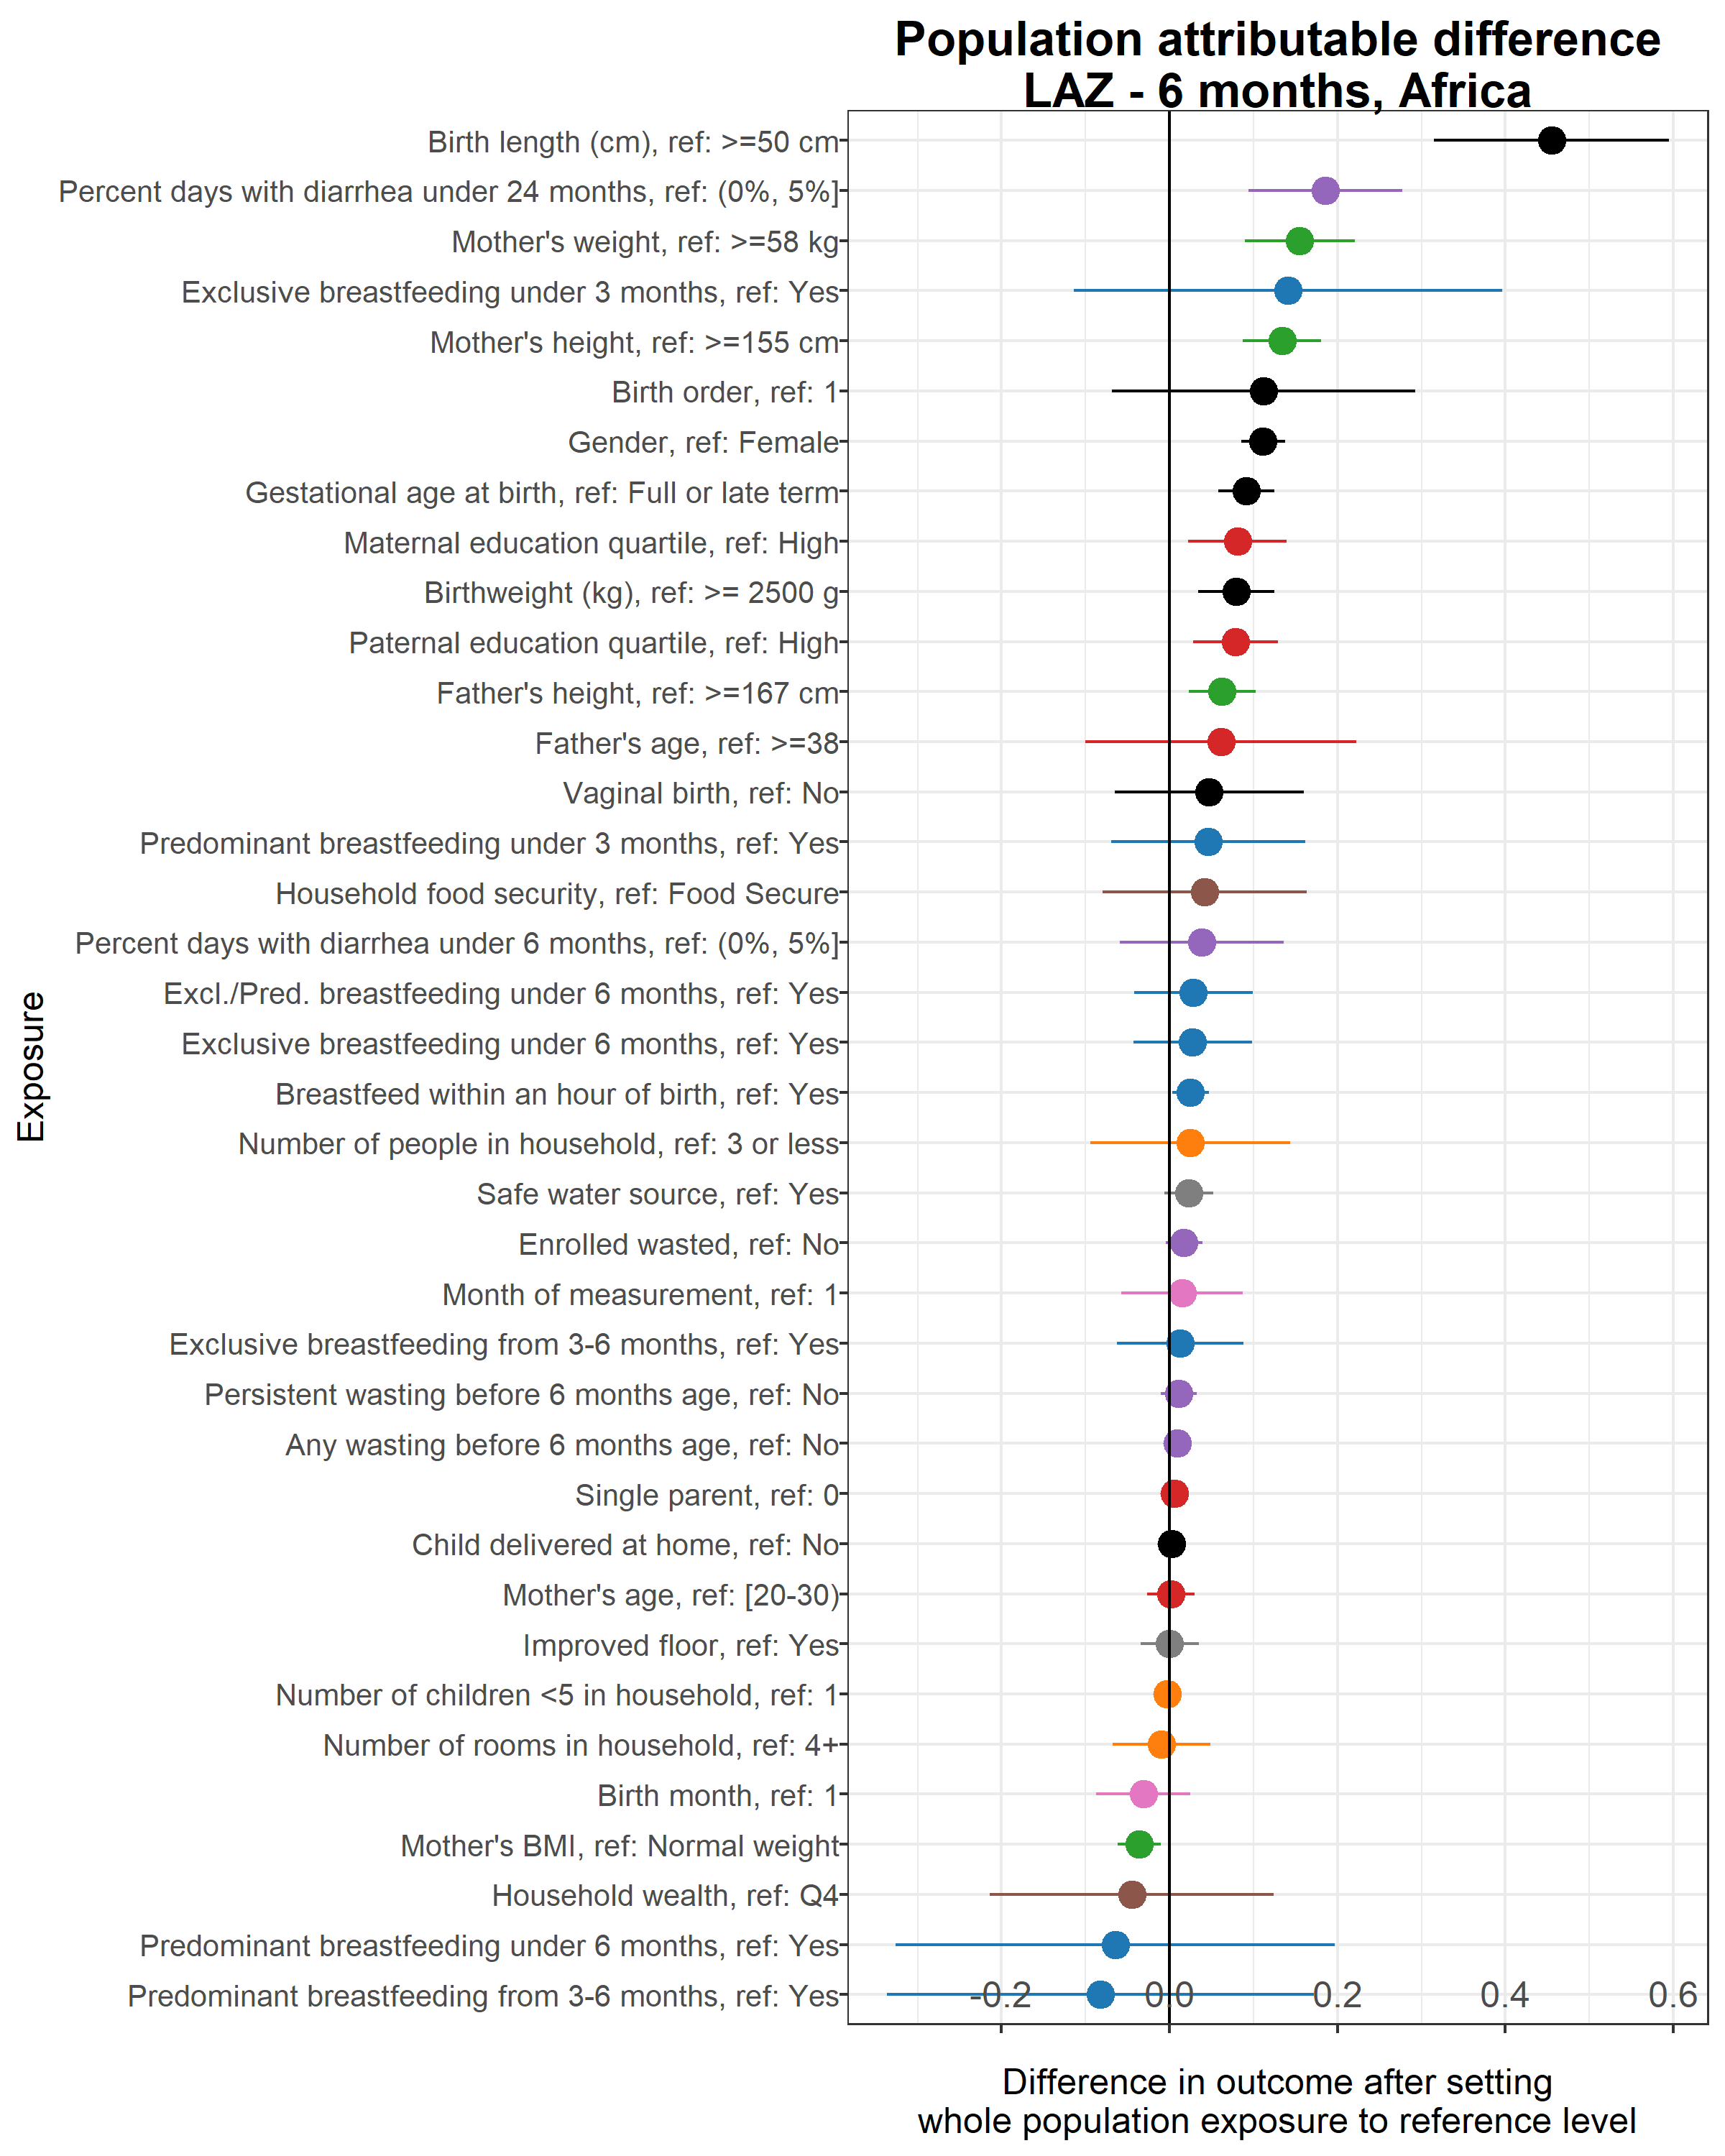 Population attributable difference
LAZ - 6 months, Africa
Birth length (cm), ref: >=50 cm
Percent days with diarrhea under 24 months, ref: (0%, 5%]
Mother's weight, ref: >=58 kg
Exclusive breastfeeding under 3 months, ref: Yes
Mother's height, ref: >=155 cm
Birth order, ref: 1
Gender, ref: Female
Gestational age at birth, ref: Full or late term
Maternal education quartile, ref: High
Birthweight (kg), ref: >= 2500 g
Paternal education quartile, ref: High
Father's height, ref: >=167 cm
Father's age, ref: >=38
Vaginal birth, ref: No
Predominant breastfeeding under 3 months, ref: Yes
Household food security, ref: Food Secure
Percent days with diarrhea under 6 months, ref: (0%, 5%]
Excl./Pred. breastfeeding under 6 months, ref: Yes
Exclusive breastfeeding under 6 months, ref: Yes
Breastfeed within an hour of birth, ref: Yes
Number of people in household, ref: 3 or less
Safe water source, ref: Yes
Enrolled wasted, ref: No
Month of measurement, ref: 1
Exclusive breastfeeding from 3-6 months, ref: Yes
Persistent wasting before 6 months age, ref: No
Any wasting before 6 months age, ref: No
Single parent, ref: 0
Child delivered at home, ref: No
Mother's age, ref: [20-30)
Improved floor, ref: Yes
Number of children <5 in household, ref: 1
Number of rooms in household, ref: 4+
Birth month, ref: 1
Mother's BMI, ref: Normal weight
Household wealth, ref: Q4
Predominant breastfeeding under 6 months, ref: Yes
Predominant breastfeeding from 3-6 months, ref: Yes
Exposure
-0.2 0.0 0.2 0.4 0.6
Difference in outcome after setting
whole population exposure to reference level